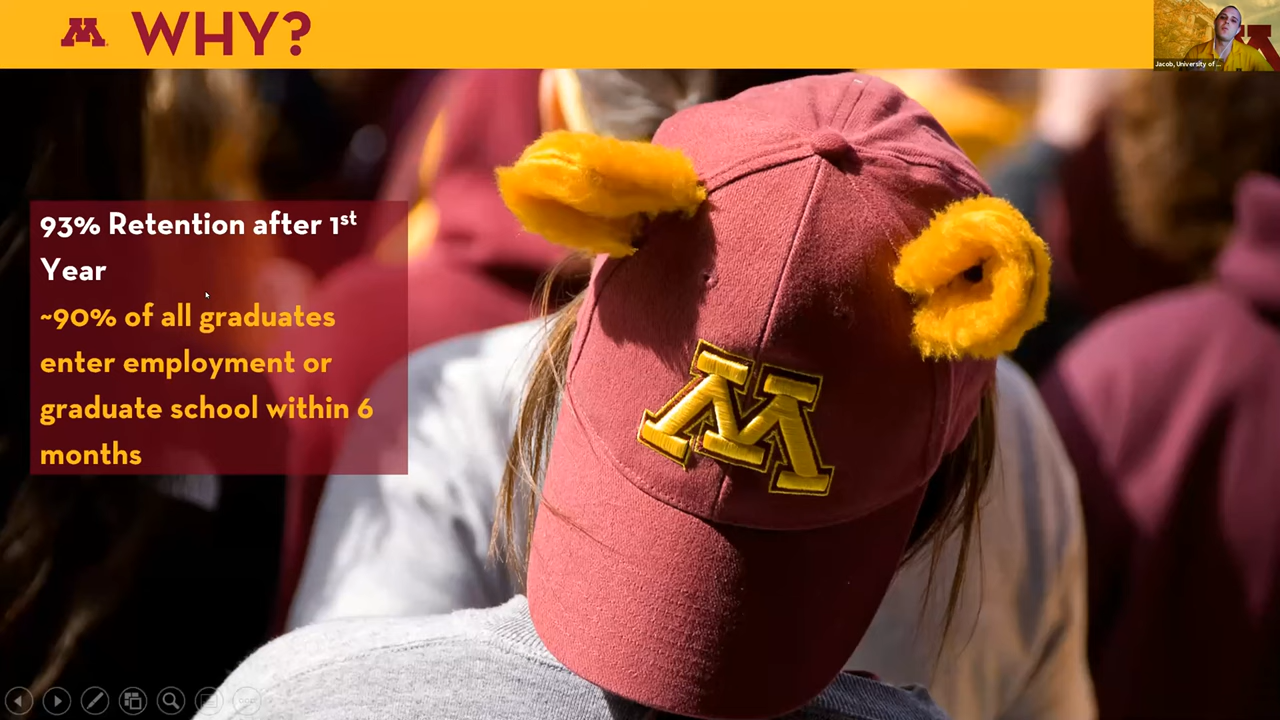 M WHY?
Jacob, University of ...
93% Retention after 1st
Year
~90% of all graduates
enter employment or
graduate school within 6
months
M